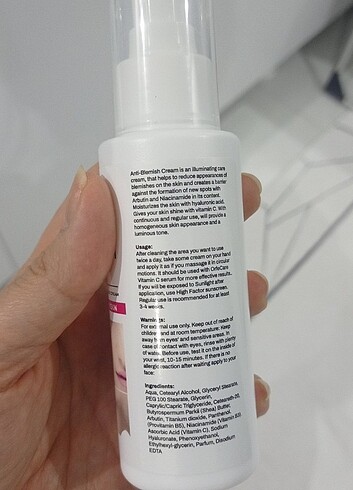 Anti-Blemish Cream is an illuminating care
cream, that helps to reduce appearances of
blemishes on the skin and creates a barrier
against the formation of new spots with
Arbutin and Niacinamide in its content.
Moisturizes the skin with hyaluronic acid.
Gives your skin shine with vitamin C. With
continuous and regular use, will provide a
homogeneous skin appearance and a
luminous tone.
Usage:
After cleaning the area you want to use
twice a day, take some cream on your hand
and apply it as if you massage it in circular
motions. It should be used with OrfeCarin
Vitamin C serum for more effective results.
If you will be exposed to Sunlight after
application, use High Factor sunscreen.
Regular use is recommended for at least
3-4 weeks.
Warnings:
For external use only. Keep out of reach of
children and at room temperature. Keep
away from eyes' and sensitive areas. In
case of contact with eyes, rinse with plenty
of water. Before use, test it on the inside of
your wrist, 10-15 minutes. If there is no
allergic reaction after waiting apply to your
face.
Ingredients:
Aqua, Cetearyl Alcohol, Glyceryl Stearate,
PEG 100 Stearate, Glycerin,
Caprylic/Capric Triglyceride, Ceteareth-20,
Butyrospermum Parkii (Shea) Butter,
Arbutin, Titanium dioxide, Panthenol
(Provitamin B5), Niacinamide (Vitamin B3),
Ascorbic Acid (Vitamin C), Sodium
Hyaluronate, Phenoxyethanol,
Ethylhexyl-glycerin, Parfum, Disodium
EDTA